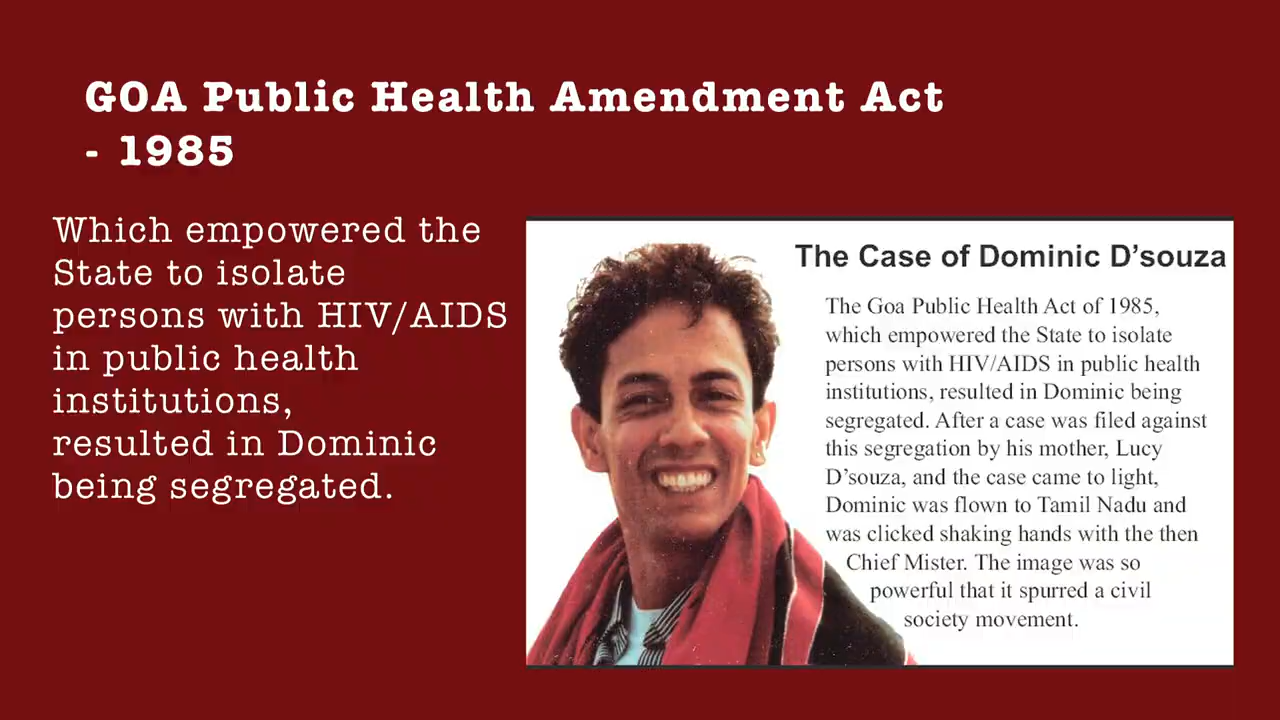 GOA Public Health Amendment Act
- 1985
Which empowered the
State to isolate
persons with HIV/AIDS
in public health
institutions,
resulted in Dominic
being segregated.
The Case of Dominic D’souza
The Goa Public Health Act of 1985,
which empowered the State to isolate
persons with HIV/AIDS in public health
institutions, resulted in Dominic being
segregated. After a case was filed against
this segregation by his mother, Lucy
D’souza, and the case came to light,
Dominic was flown to Tamil Nadu and
was clicked shaking hands with the then
Chief Mister. The image was so
powerful that it spurred a civil
society movement.